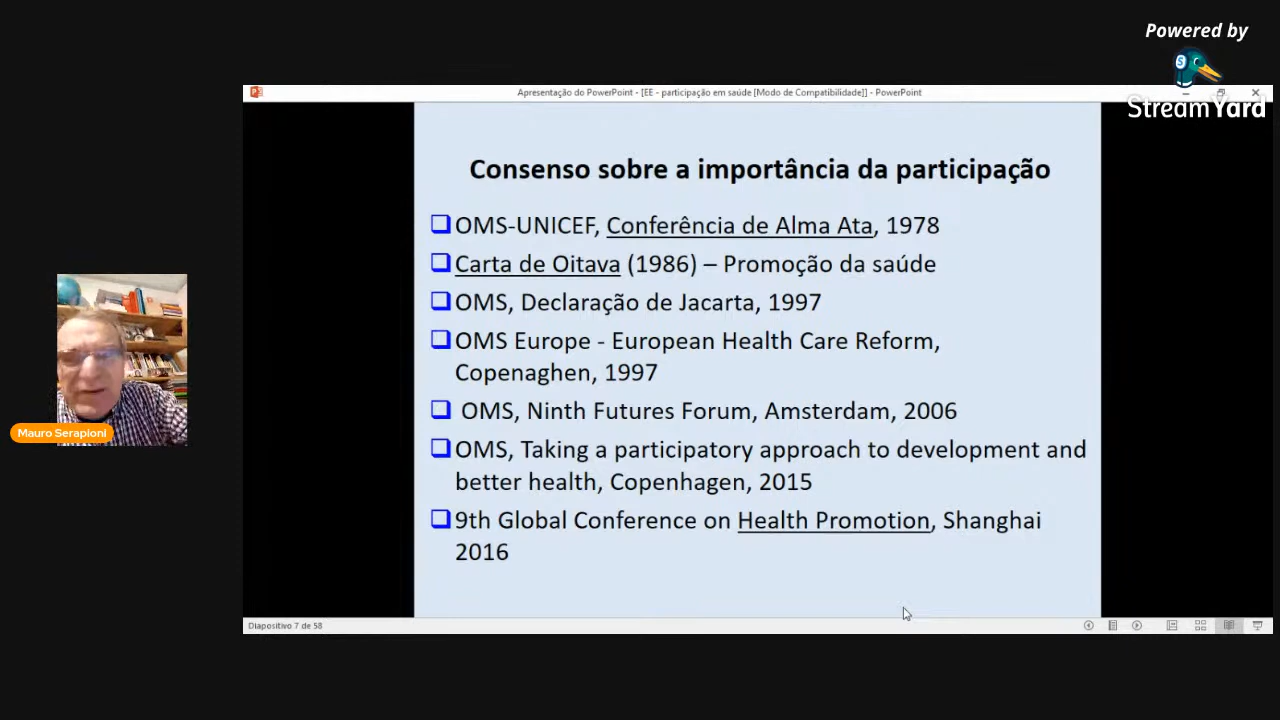 Powered by
StreamYard
Apresentação do PowerPoint - [EE - participação em saúde [Modo de Compatibilidade]] - PowerPoint
Consenso sobre a importância da participação
OMS-UNICEF, Conferência de Alma Ata, 1978
Carta de Oitava (1986) – Promoção da saúde
OMS, Declaração de Jacarta, 1997
OMS Europe - European Health Care Reform,
Copenaghen, 1997
OMS, Ninth Futures Forum, Amsterdam, 2006
OMS, Taking a participatory approach to development and
better health, Copenhagen, 2015
9th Global Conference on Health Promotion, Shanghai
2016
Mauro Serapioni
Diapositivo 7 de 58